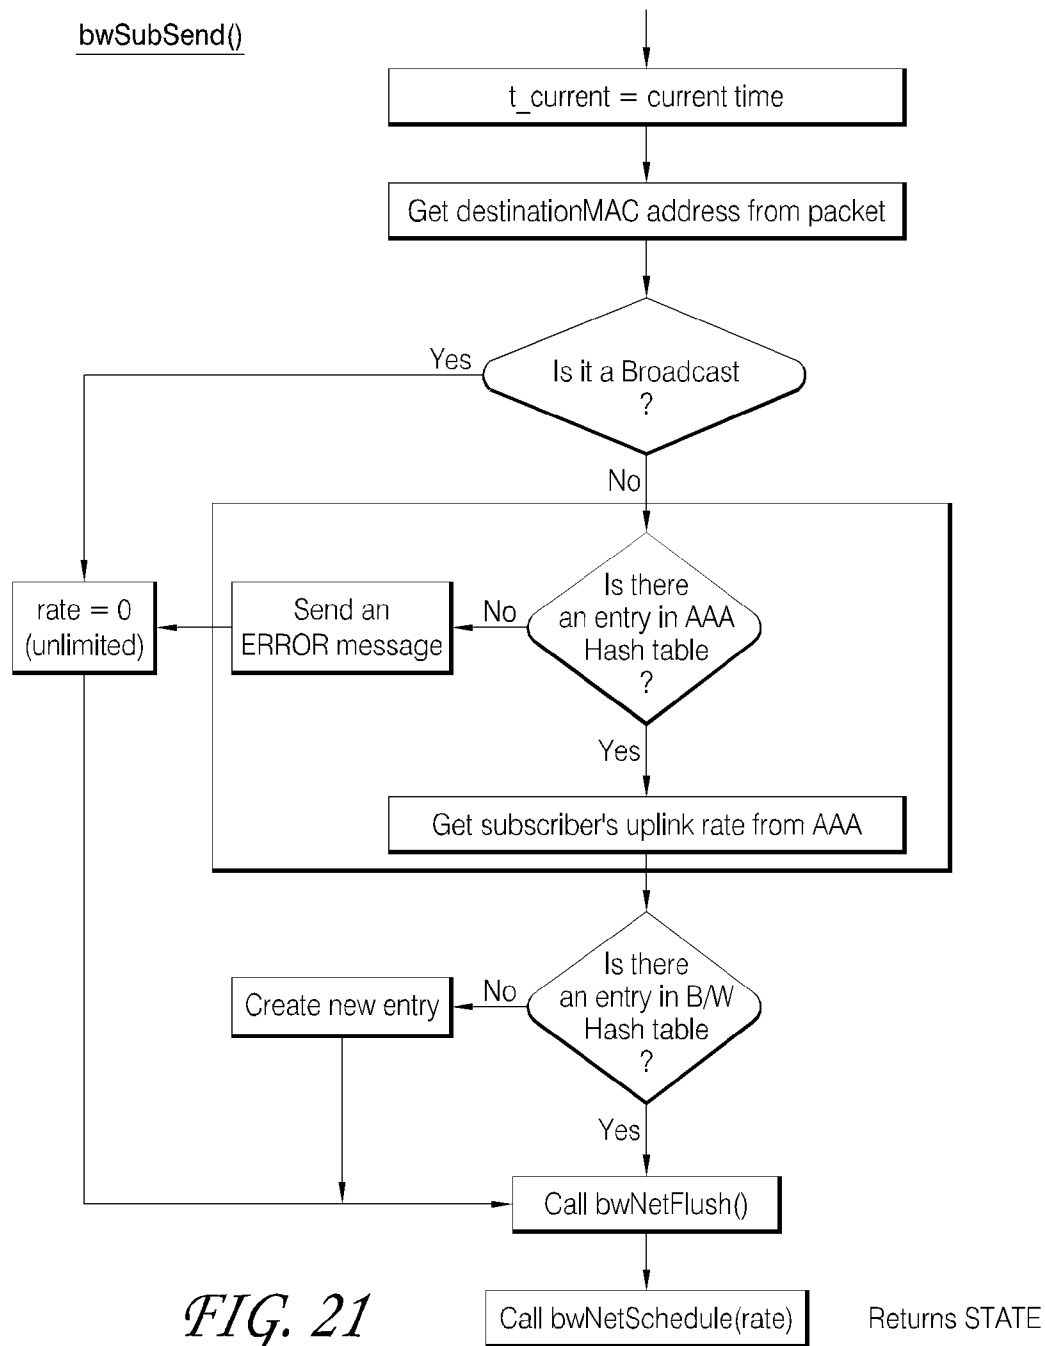 bwSubSend()
t_current = current time
Get destinationMAC address from packet
Is it a Broadcast
?
Yes
No
Is there
an entry in AAA
Hash table
?
No
Send an
ERROR message
rate = 0
(unlimited)
Yes
Get subscriber's uplink rate from AAA
Is there
an entry in B/W
Hash table
?
No
Create new entry
Yes
Call bwNetFlush()
Call bwNetSchedule(rate)
Returns STATE
FIG. 21